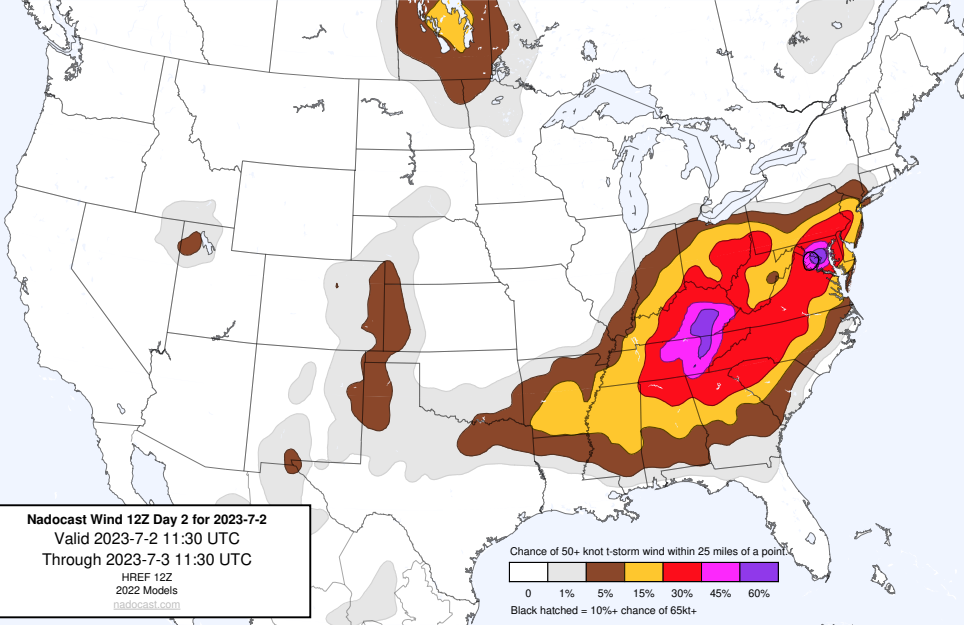 Nadocast Wind 12Z Day 2 for 2023-7-2
Valid 2023-7-2 11:30 UTC
Through 2023-7-3 11:30 UTC
HREF 12Z
2022 Models
nadocast.com
Chance of 50+ knot t-storm wind within 25 miles of a point.
0 1% 5% 15% 30% 45% 60%
Black hatched = 10%+ chance of 65kt+